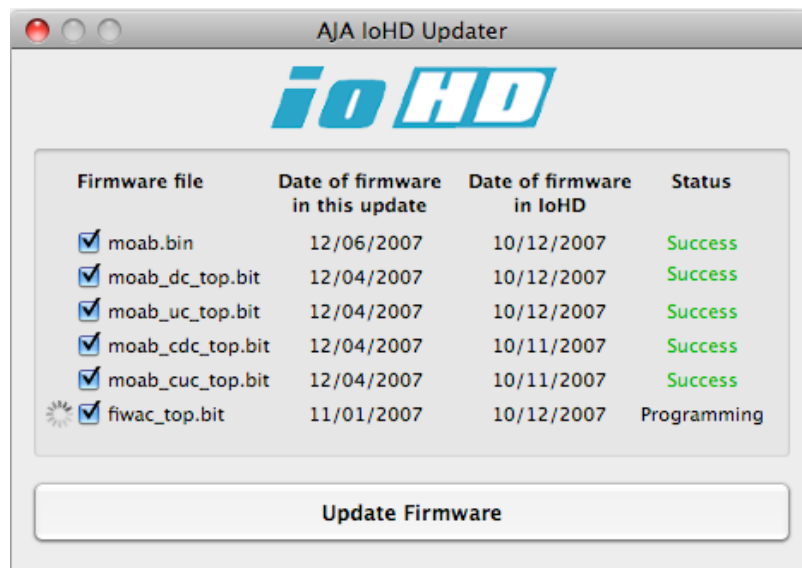 AJA IoHD Updater
io HD
Firmware file Date of firmware in this update Date of firmware in IoHD Status
moab.bin 12/06/2007 10/12/2007 Success
moab_dc_top.bit 12/04/2007 10/12/2007 Success
moab_uc_top.bit 12/04/2007 10/12/2007 Success
moab_cdc_top.bit 12/04/2007 10/11/2007 Success
moab_cuc_top.bit 12/04/2007 10/11/2007 Success
fiwac_top.bit 11/01/2007 10/12/2007 Programming
Update Firmware